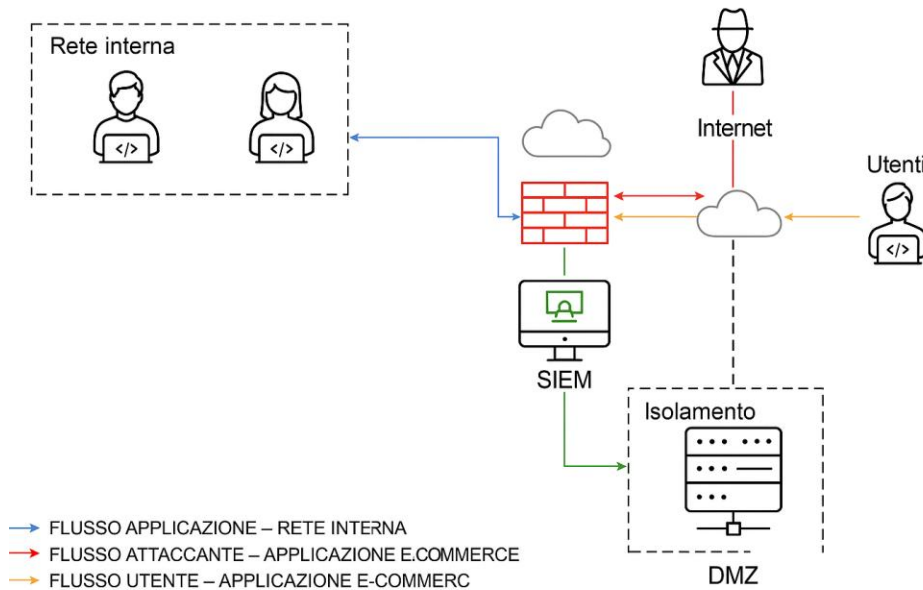 Rete interna
</>
</>
Internet
Utenti
</>
SIEM
Isolamento
DMZ
FLUSSO APPLICAZIONE – RETE INTERNA
FLUSSO ATTACCANTE – APPLICAZIONE E.COMMERCE
FLUSSO UTENTE – APPLICAZIONE E-COMMERC